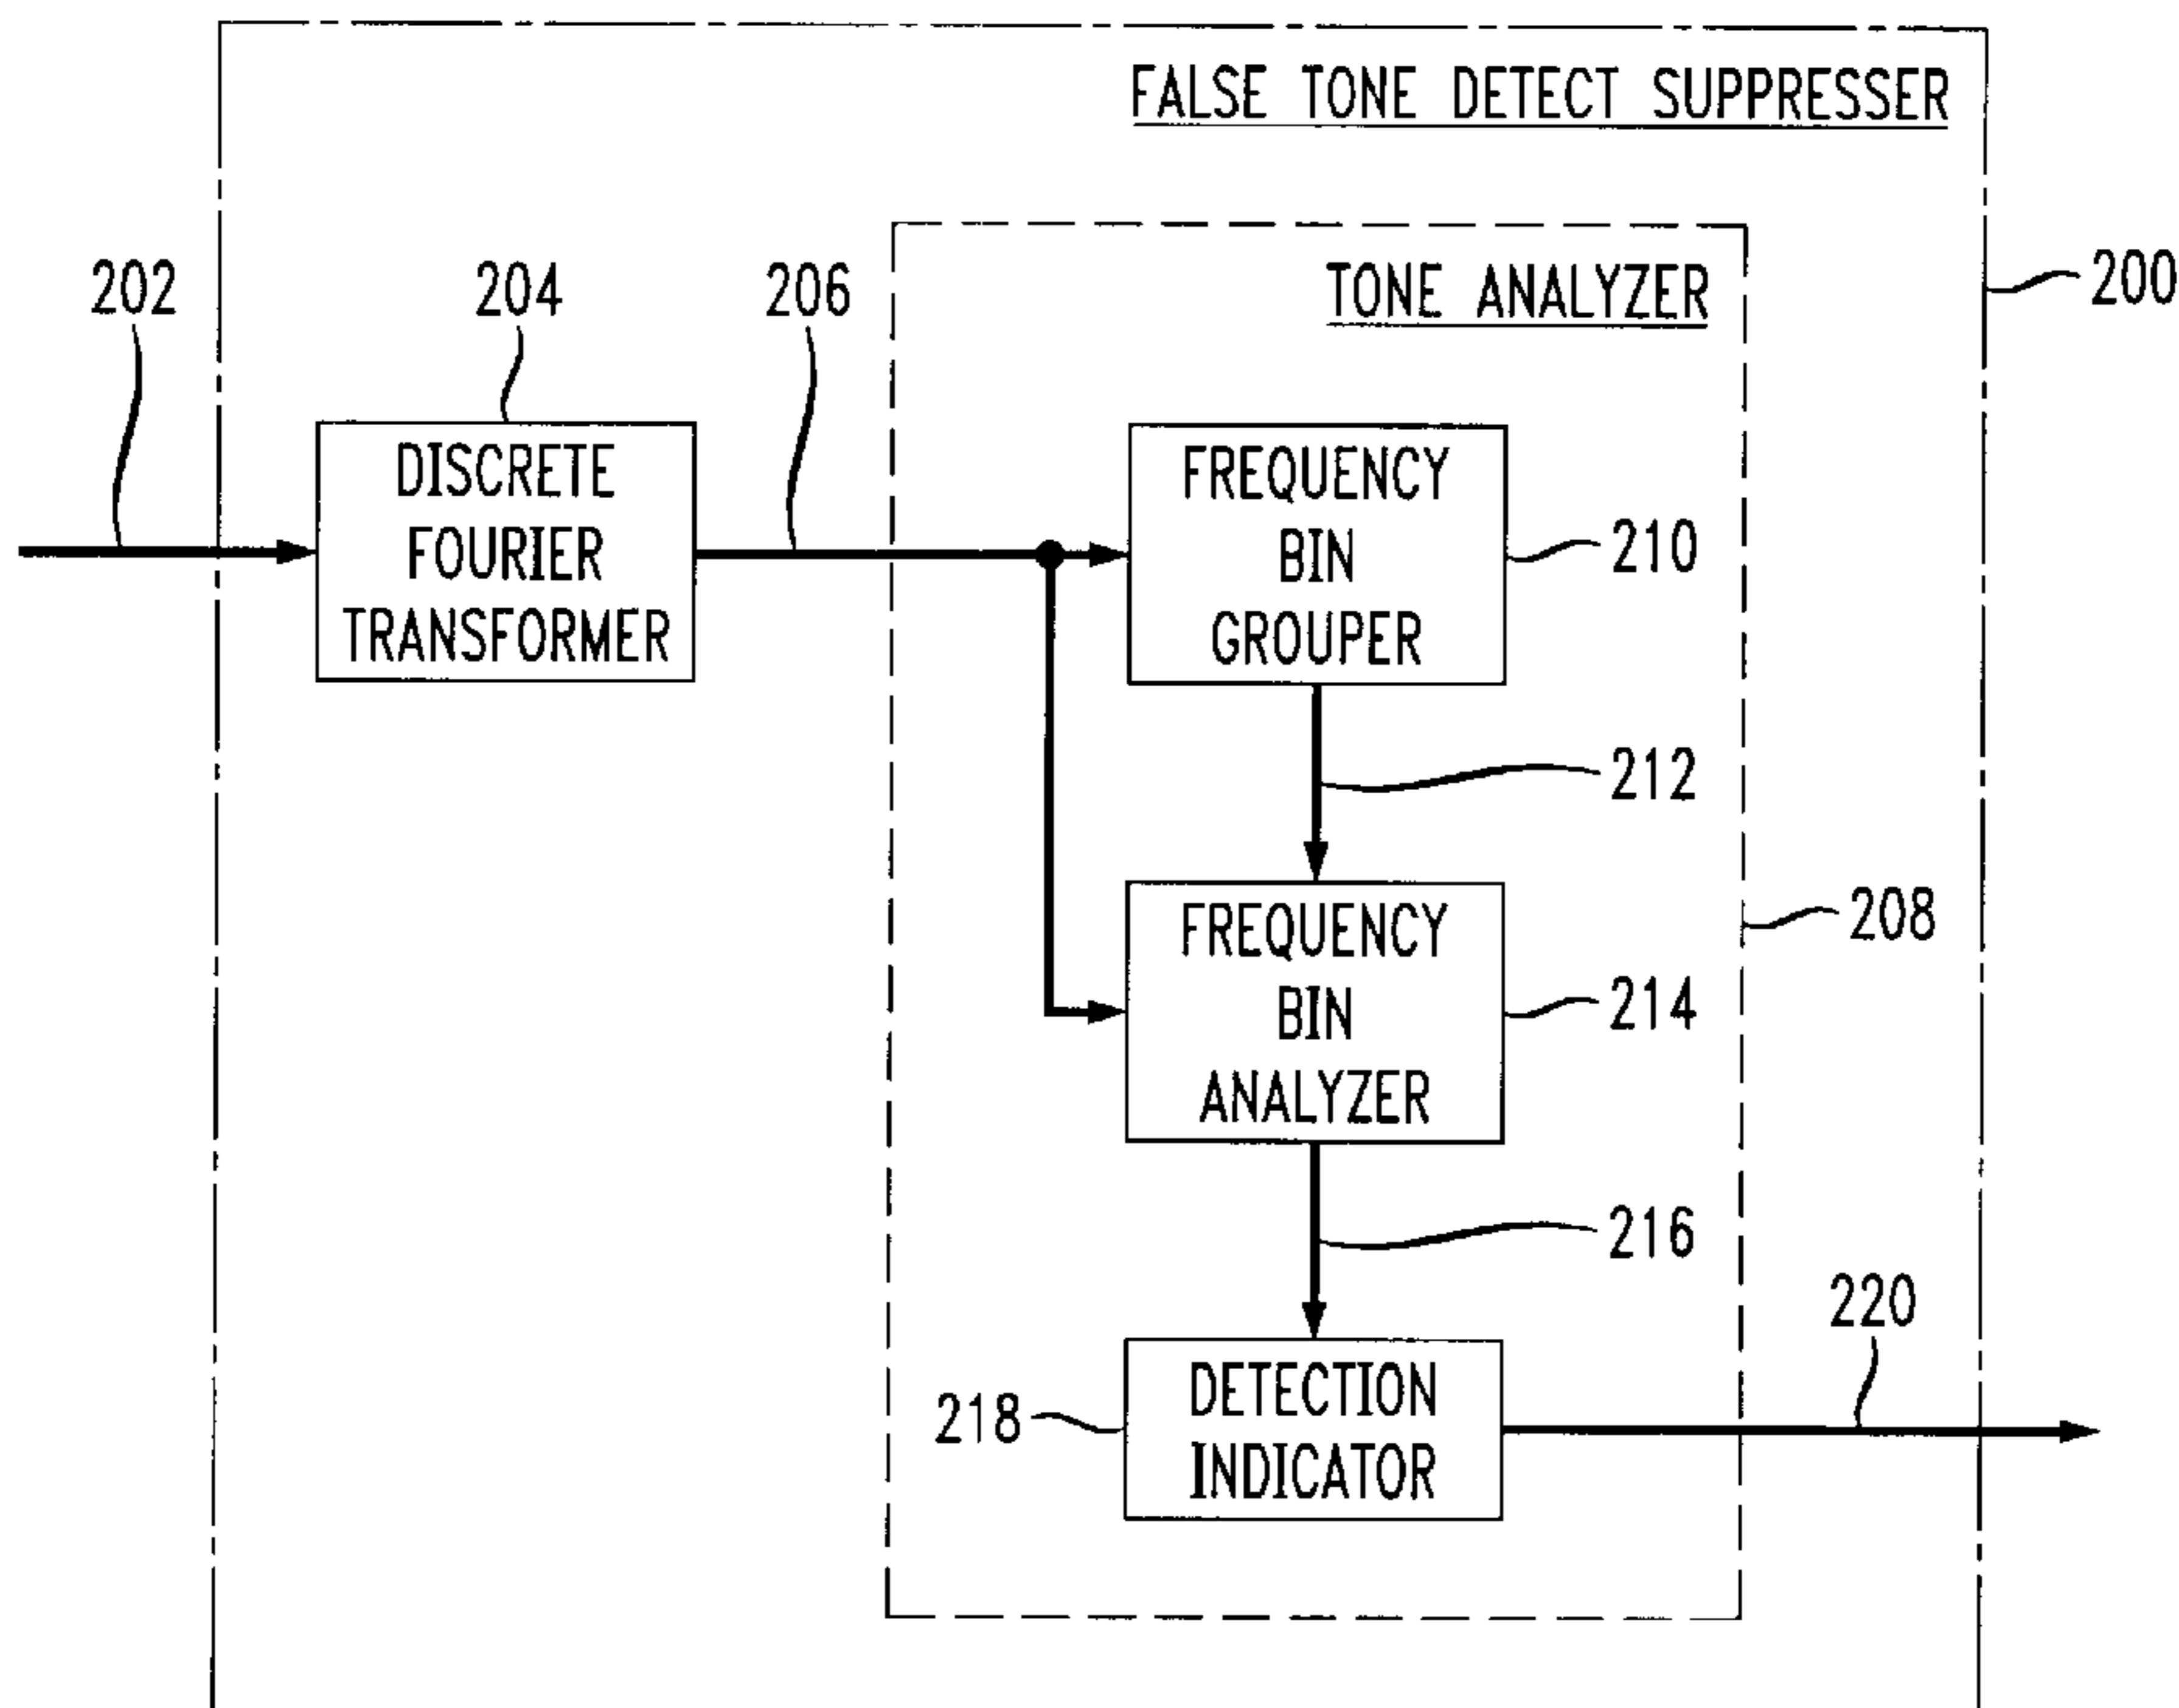 FALSE TONE DETECT SUPPRESSER
202
204
206
TONE ANALYZER
200
DISCRETE
FOURIER
TRANSFORMER
FREQUENCY
BIN
GROUPER
210
212
FREQUENCY
BIN
ANALYZER
208
214
216
220
218
DETECTION
INDICATOR